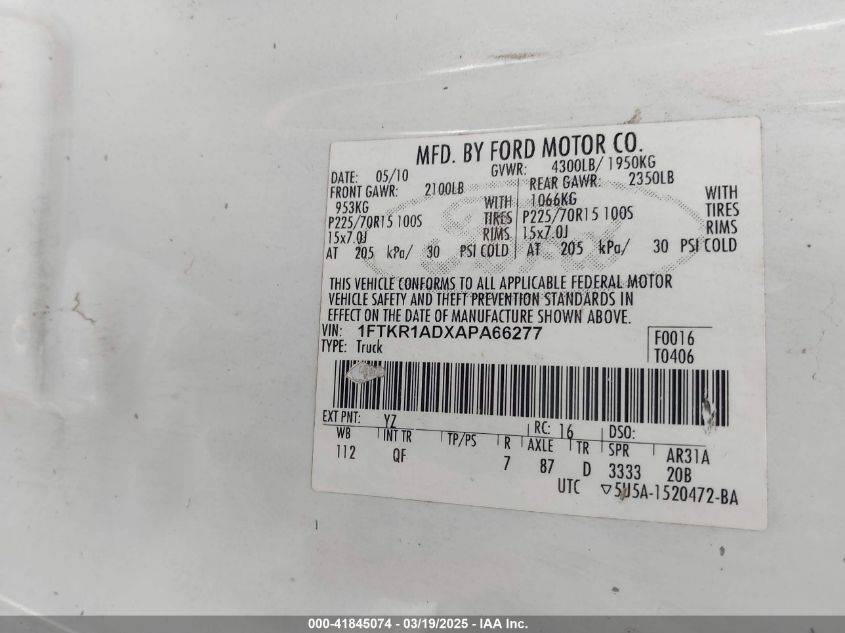 MFD. BY FORD MOTOR CO.
DATE: 05/10 GVWR: 4300LB/ 1950KG
FRONT GAWR: 2100LB REAR GAWR: 2350LB
953KG WITH 1066KG WITH
P225/70R15 100S TIRES P225/70R15 100S TIRES
15x7.0J RIMS 15x7.0J RIMS
AT 205 kPa/ 30 PSI COLD AT 205 kPa/ 30 PSI COLD
THIS VEHICLE CONFORMS TO ALL APPLICABLE FEDERAL MOTOR
VEHICLE SAFETY AND THEFT PREVENTION STANDARDS IN
EFFECT ON THE DATE OF MANUFACTURE SHOWN ABOVE.
VIN: 1FTKR1ADXAPA66277 F0016
TYPE: Truck T0406
EXT PNT: YZ RC: 16 DSO:
WB INT TR TP/PS R AXLE TR SPR AR31A
112 QF 7 87 D 3333 20B
UTC ▽5U5A-1520472-BA
000-41845074 - 03/19/2025 - IAA Inc.